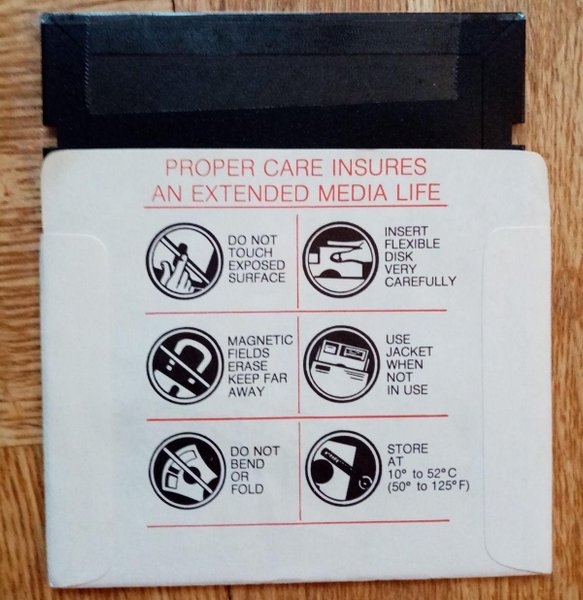 PROPER CARE INSURES
AN EXTENDED MEDIA LIFE
DO NOT
TOUCH
EXPOSED
SURFACE
INSERT
FLEXIBLE
DISK
VERY
CAREFULLY
MAGNETIC
FIELDS
ERASE
KEEP FAR
AWAY
USE
JACKET
WHEN
NOT
IN USE
DO NOT
BEND
OR
FOLD
STORE
AT
10° to 52°C
(50° to 125°F)